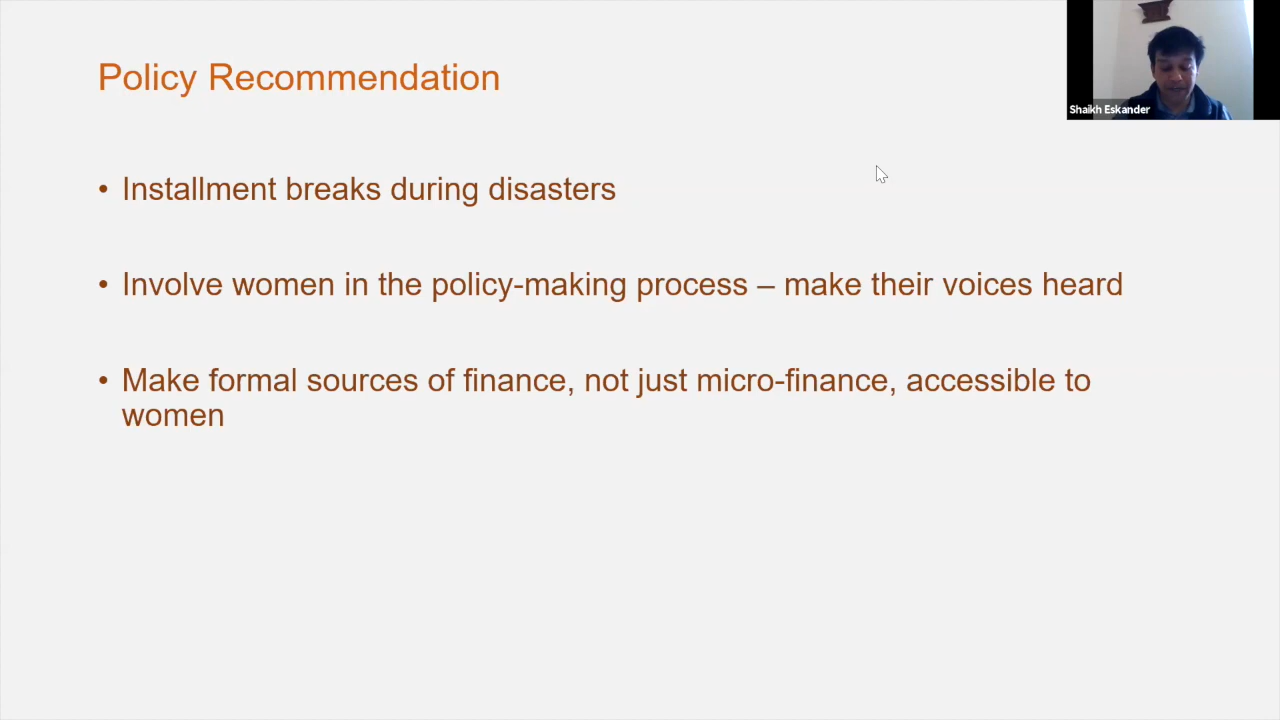 Policy Recommendation
Shaikh Eskander
• Installment breaks during disasters
• Involve women in the policy-making process – make their voices heard
• Make formal sources of finance, not just micro-finance, accessible to
women